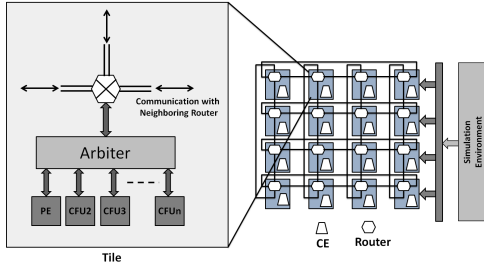 Communication with
Neighboring Router
Arbiter
PE
CFU2
CFU3
CFUn
Tile
CE
Router
Simulation
Environment